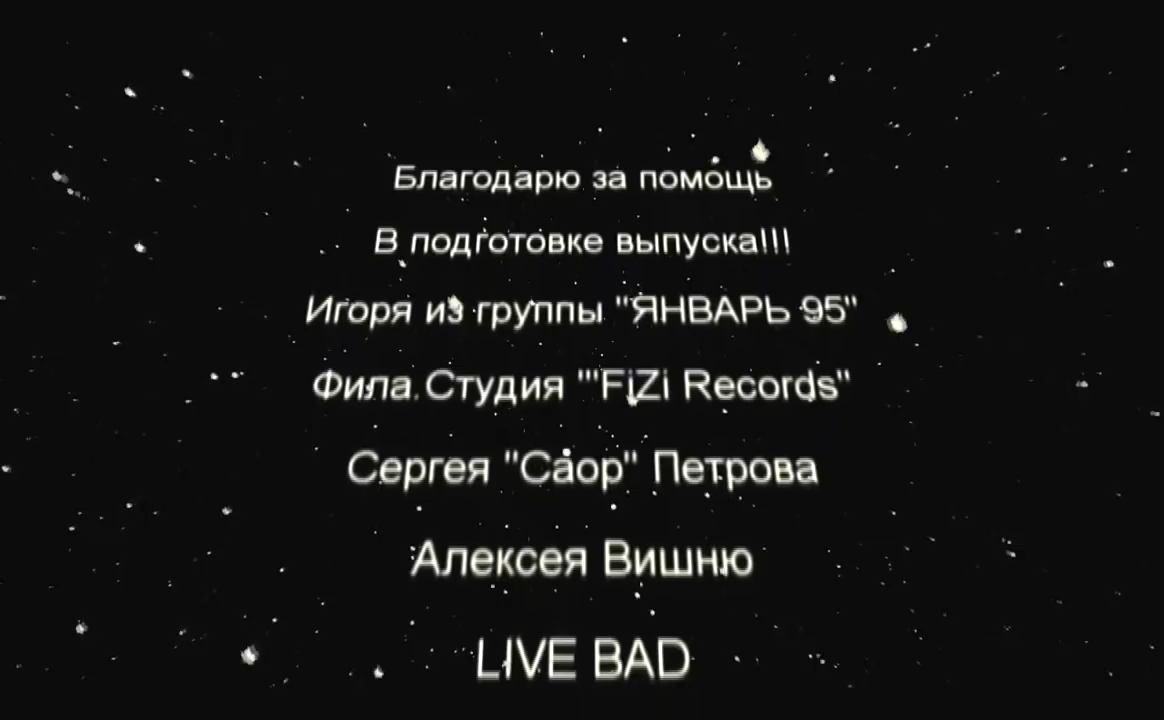 Благодарю за помощь
В подготовке выпуска!!!
Игоря из группы "ЯНВАРЬ 95"
Фила.Студия "'FiZi Records"
Сергея "Саор" Петрова
Алексея Вишню
LIVE BAD